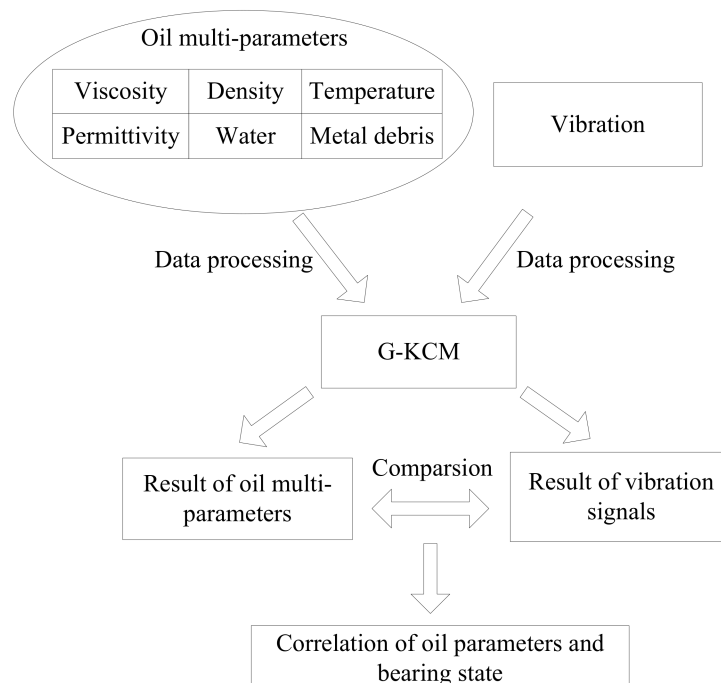 Oil multi-parameters
Viscosity Density Temperature
Permittivity Water Metal debris
Vibration
Data processing Data processing
G-KCM
Result of oil multi-
parameters
Comparsion
Result of vibration
signals
Correlation of oil parameters and
bearing state